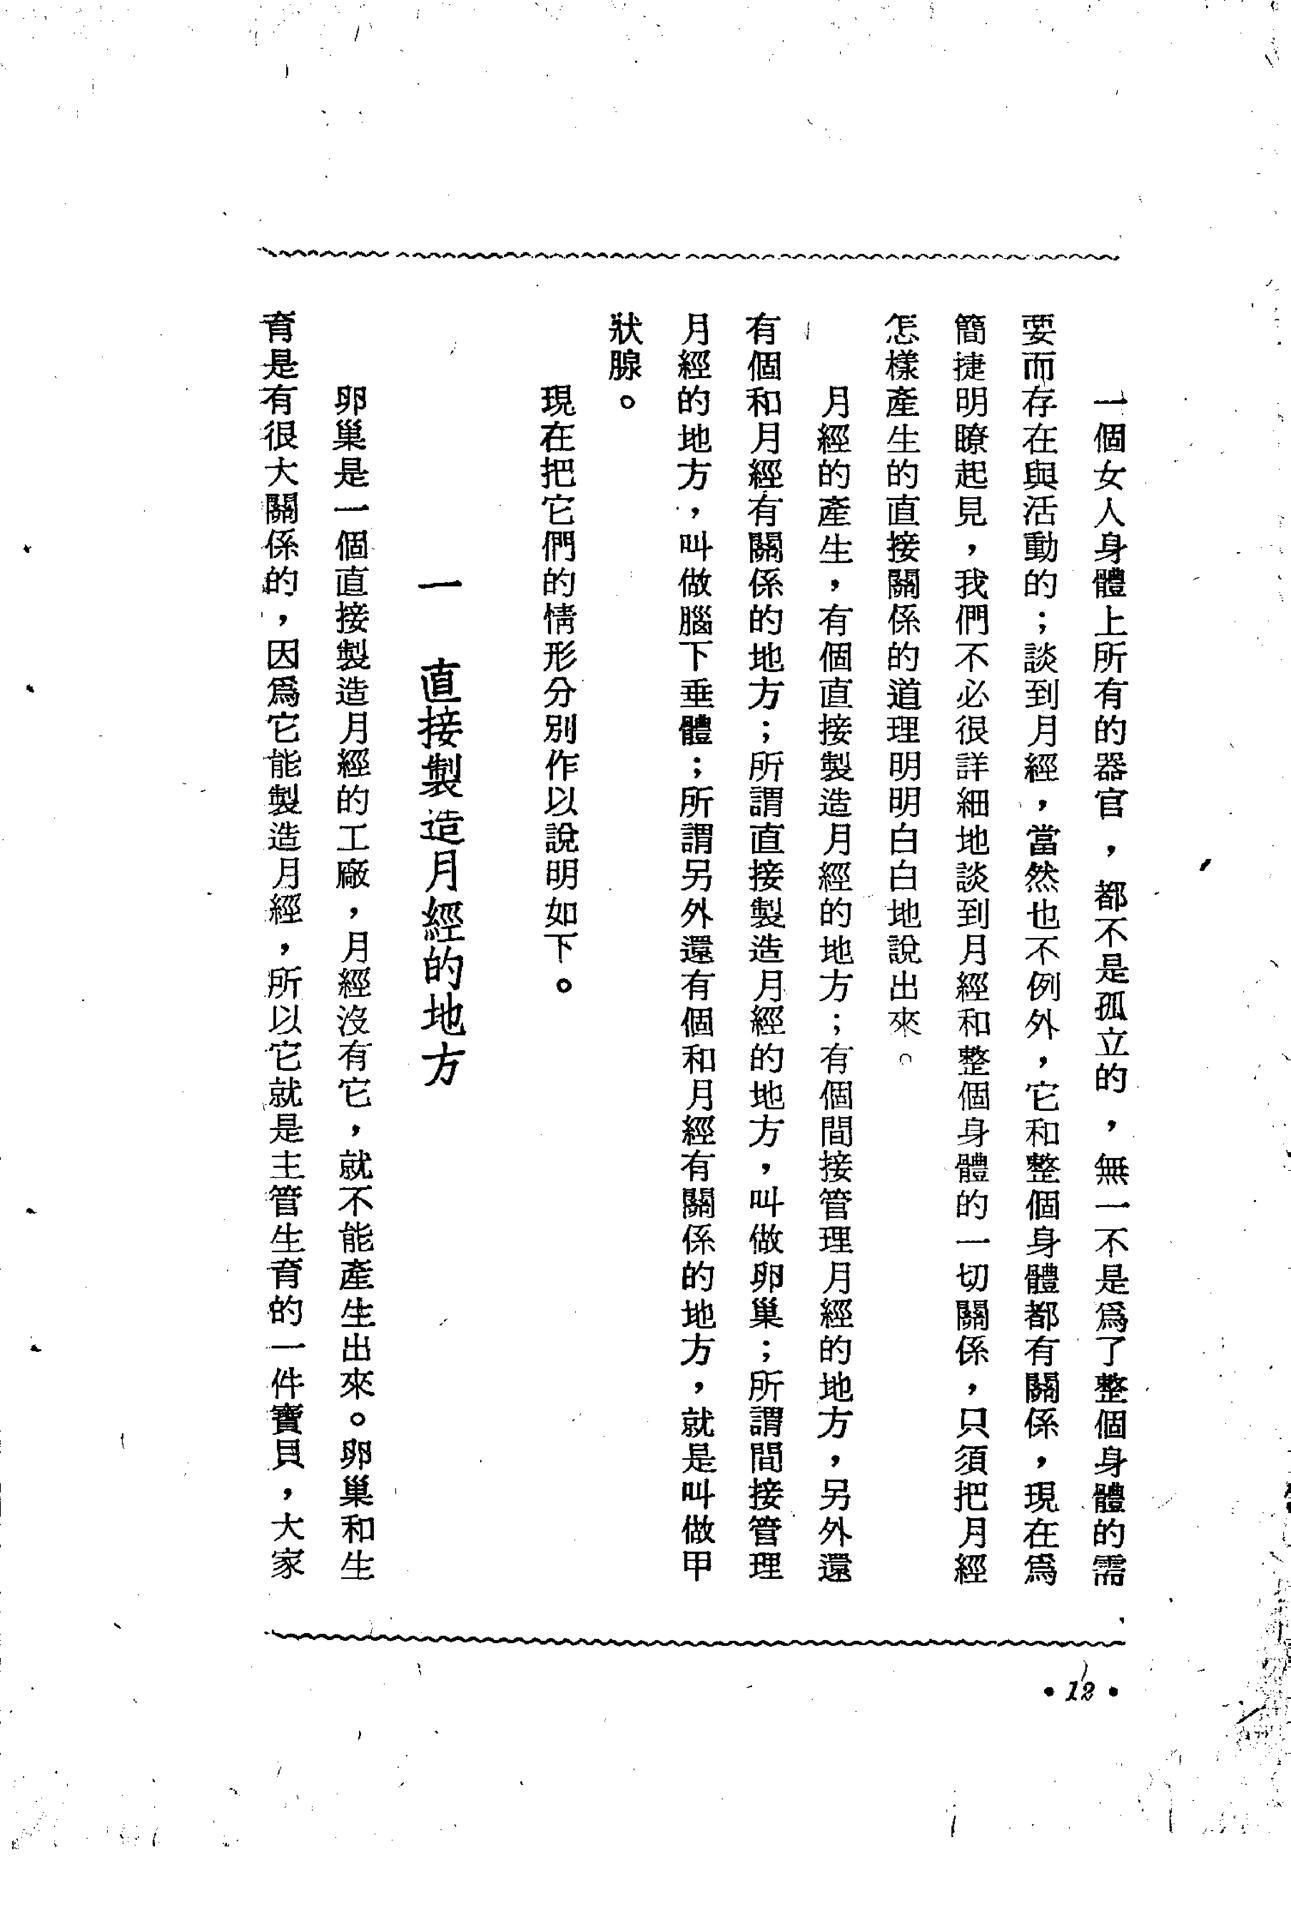 一個女人身體上所有的器官，都不是孤立的，無一不是爲了整個身體的需
要而存在與活動的；談到月經，當然也不例外，它和整個身體都有關係，現在爲
簡捷明瞭起見，我們不必很詳細地談到月經和整個身體的一切關係，只須把月經
怎樣產生的直接關係的道理明明白白地說出來。
月經的產生，有個直接製造月經的地方；有個間接管理月經的地方，另外還
有個和月經有關係的地方；所謂直接製造月經的地方，叫做卵巢；所謂間接管理
月經的地方，叫做腦下垂體；所謂另外還有個和月經有關係的地方，就是叫做甲
狀腺。
現在把它們的情形分別作以說明如下。
一　直接製造月經的地方
卵巢是一個直接製造月經的工廠，月經沒有它，就不能產生出來。卵巢和生
育是有很大關係的，因爲它能製造月經，所以它就是主管生育的一件寶貝，大家
•12•